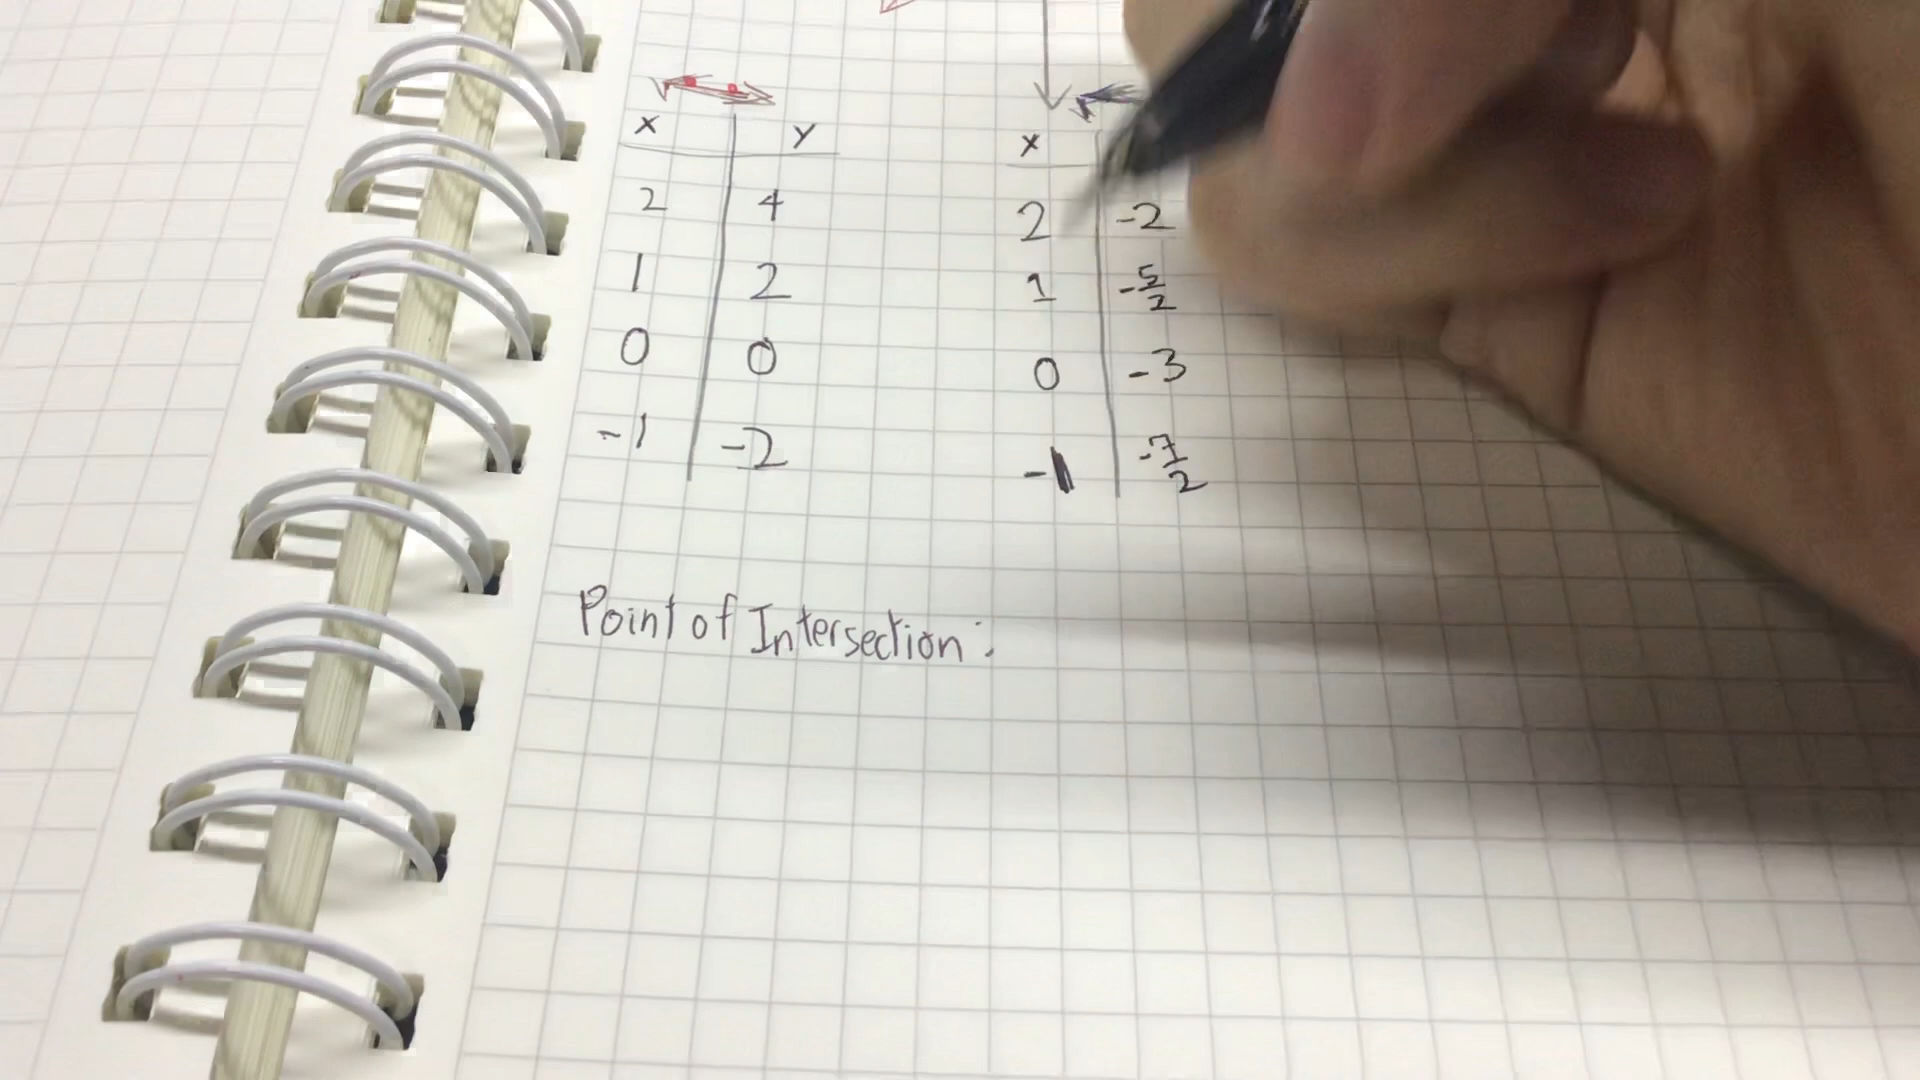 x y
2 4
1 2
0 0
-1 -2
x
2 -2
1 -5/2
0 -3
-1 -7/2
Point of Intersection: